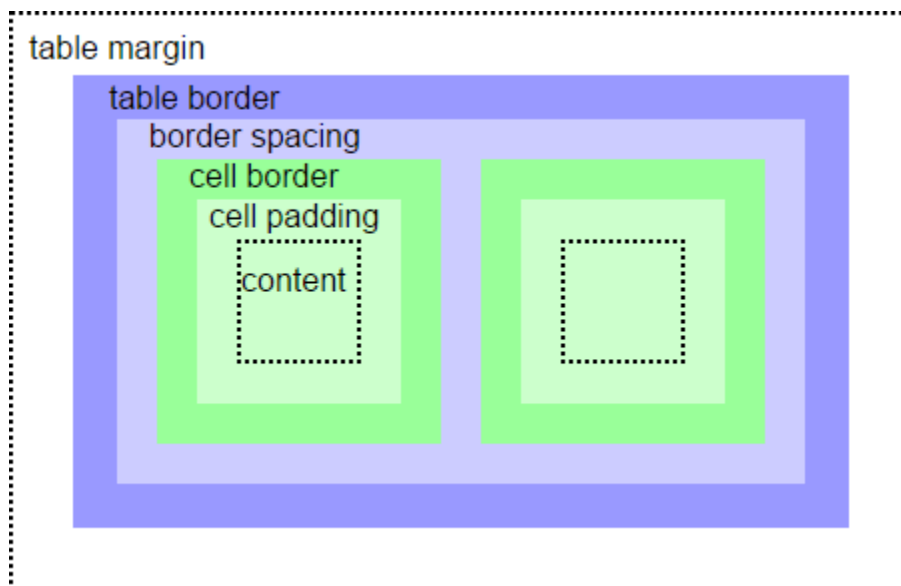 table margin
table border
border spacing
cell border
cell padding
content